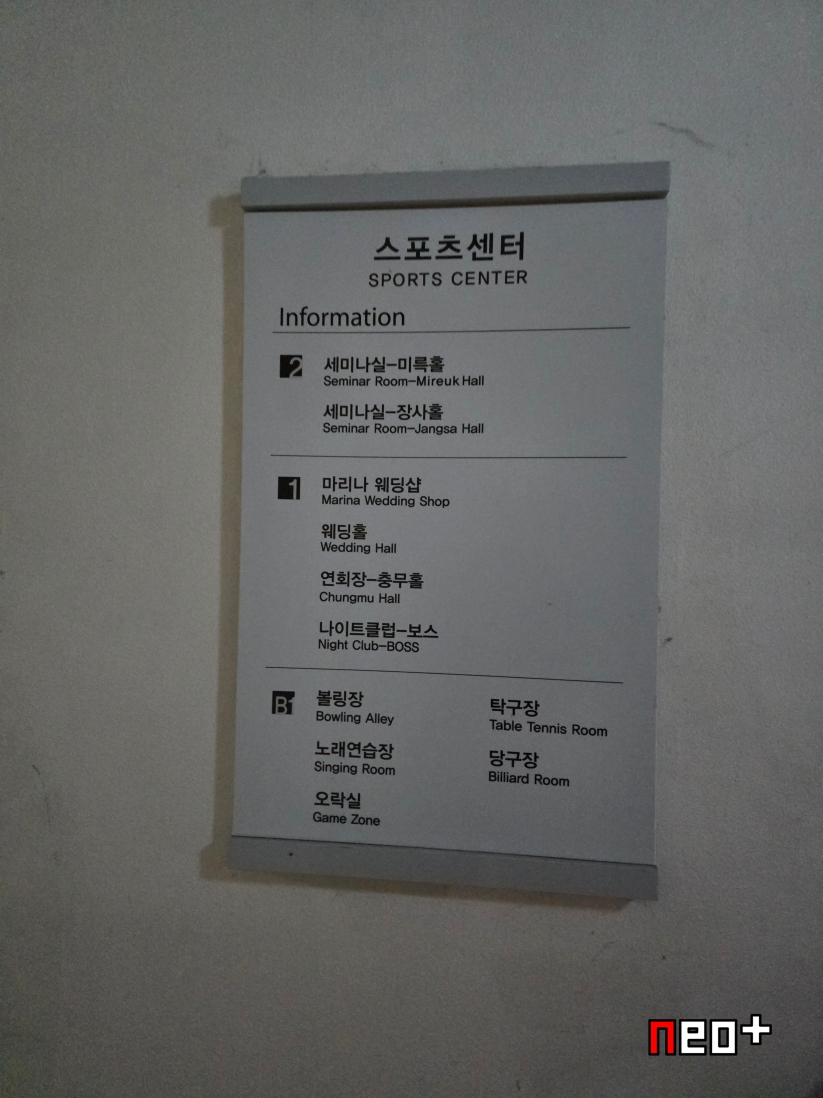 스포츠센터
SPORTS CENTER
Information
2
세미나실-미륵홀
Seminar Room-Mireuk Hall
세미나실-장사홀
Seminar Room-Jangsa Hall
1
마리나 웨딩샵
Marina Wedding Shop
웨딩홀
Wedding Hall
연회장-충무홀
Chungmu Hall
나이트클럽-보스
Night Club-BOSS
B1
볼링장
Bowling Alley
노래연습장
Singing Room
오락실
Game Zone
탁구장
Table Tennis Room
당구장
Billiard Room
neo+